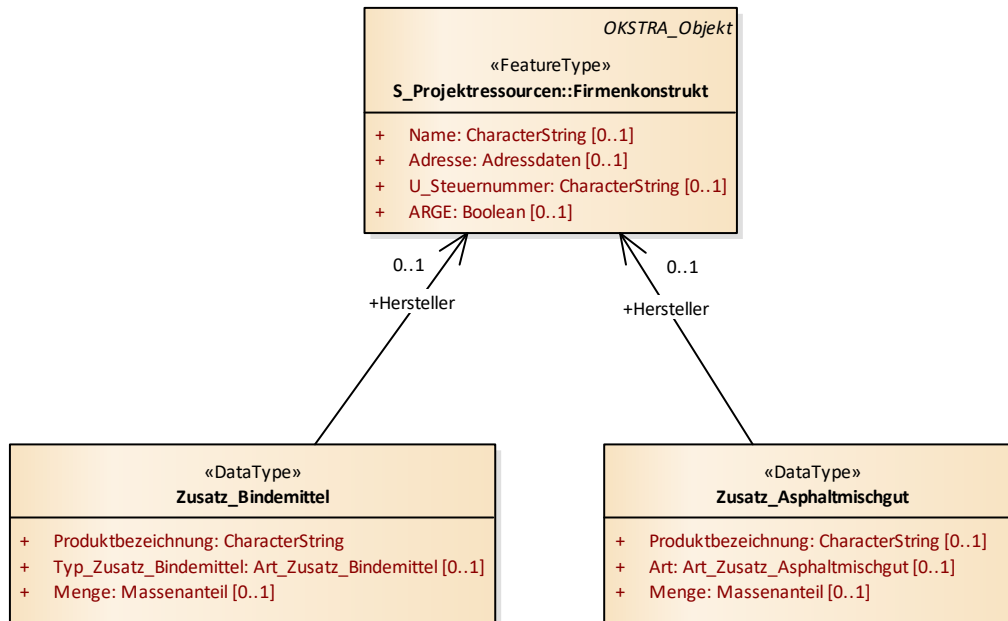 OKSTRA_Objekt
«FeatureType»
S_Projektressourcen::Firmenkonstrukt
+ Name: CharacterString [0..1]
+ Adresse: Adressdaten [0..1]
+ U_Steuernummer: CharacterString [0..1]
+ ARGE: Boolean [0..1]
0..1
+Hersteller
0..1
+Hersteller
«DataType»
Zusatz_Bindemittel
+ Produktbezeichnung: CharacterString
+ Typ_Zusatz_Bindemittel: Art_Zusatz_Bindemittel [0..1]
+ Menge: Massenanteil [0..1]
«DataType»
Zusatz_Asphaltmischgut
+ Produktbezeichnung: CharacterString [0..1]
+ Art: Art_Zusatz_Asphaltmischgut [0..1]
+ Menge: Massenanteil [0..1]